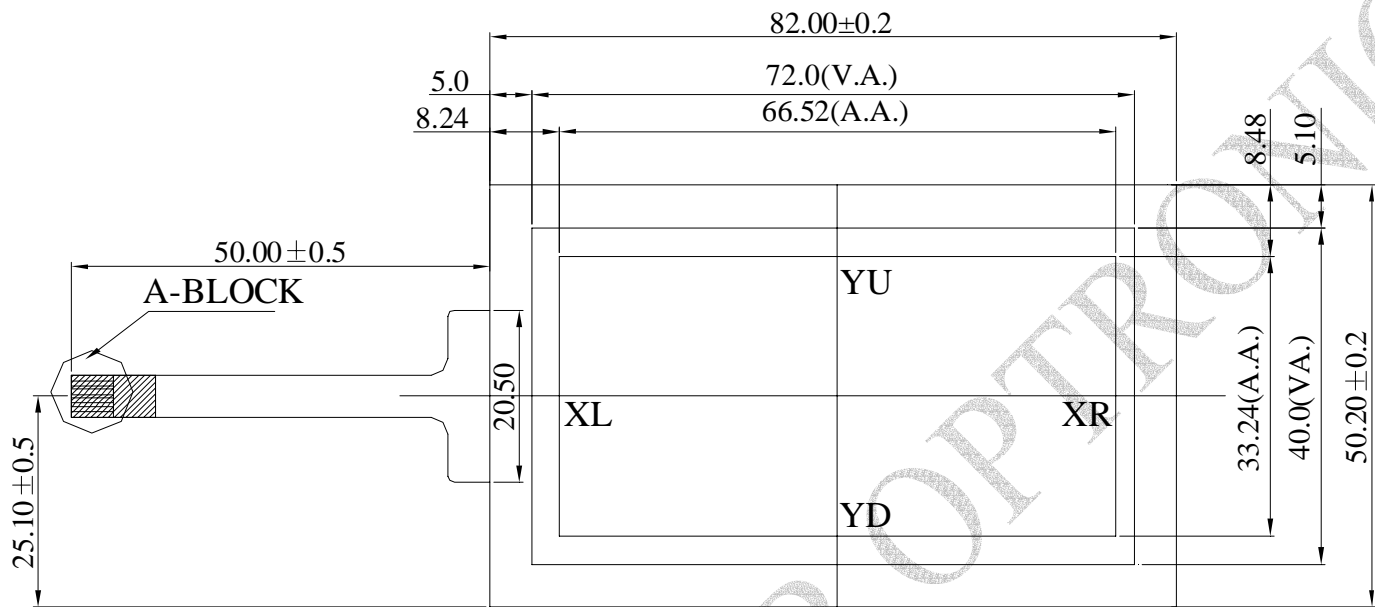 82.00±0.2
5.0
72.0(V.A.)
8.24
66.52(A.A.)
8.48
5.10
50.00±0.5
A-BLOCK
YU
20.50
XL
XR
33.24(A.A.)
40.0(VA.)
50.20±0.2
25.10±0.5
YD
OPTRONIC